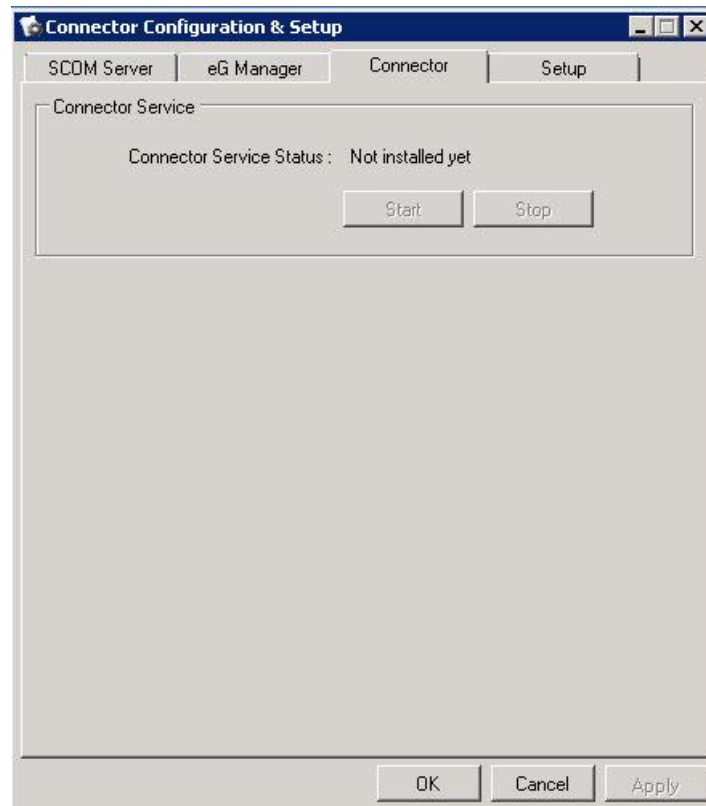 Connector Configuration & Setup
SCOM Server eG Manager Connector Setup
Connector Service
Connector Service Status : Not installed yet
Start Stop
OK Cancel Apply